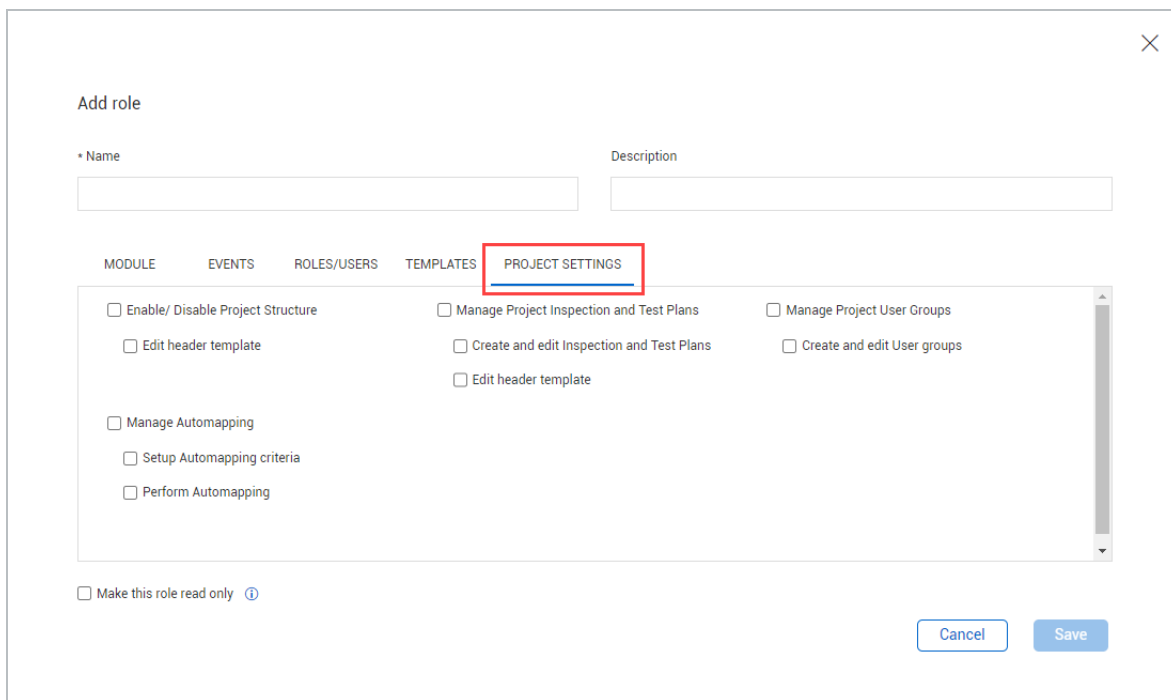 Add role
* Name Description
MODULE EVENTS ROLES/USERS TEMPLATES PROJECT SETTINGS
Enable/ Disable Project Structure Manage Project Inspection and Test Plans Manage Project User Groups
Edit header template Create and edit Inspection and Test Plans Create and edit User groups
Edit header template
Manage Automapping
Setup Automapping criteria
Perform Automapping
Make this role read only
Cancel Save